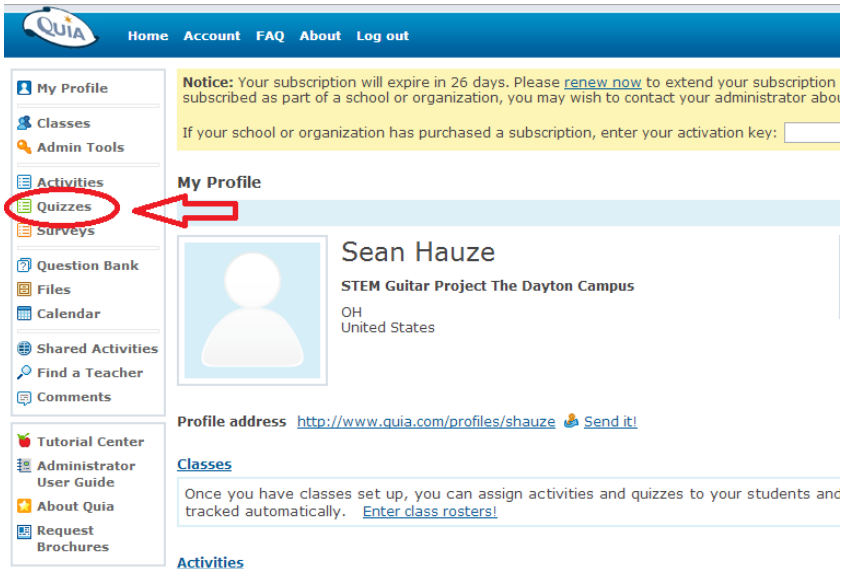 QUIA
Home Account FAQ About Log out
My Profile
Classes
Admin Tools
Activities
Quizzes
Surveys
Question Bank
Files
Calendar
Shared Activities
Find a Teacher
Comments
Tutorial Center
Administrator
User Guide
About Quia
Request
Brochures
Notice: Your subscription will expire in 26 days. Please renew now to extend your subscription
subscribed as part of a school or organization, you may wish to contact your administrator
If your school or organization has purchased a subscription, enter your activation key:
My Profile
Sean Hauze
STEM Guitar Project The Dayton Campus
OH
United States
Profile address http://www.quia.com/profiles/shauze Send it!
Classes
Once you have classes set up, you can assign activities and quizzes to your students and
tracked automatically. Enter class rosters!
Activities